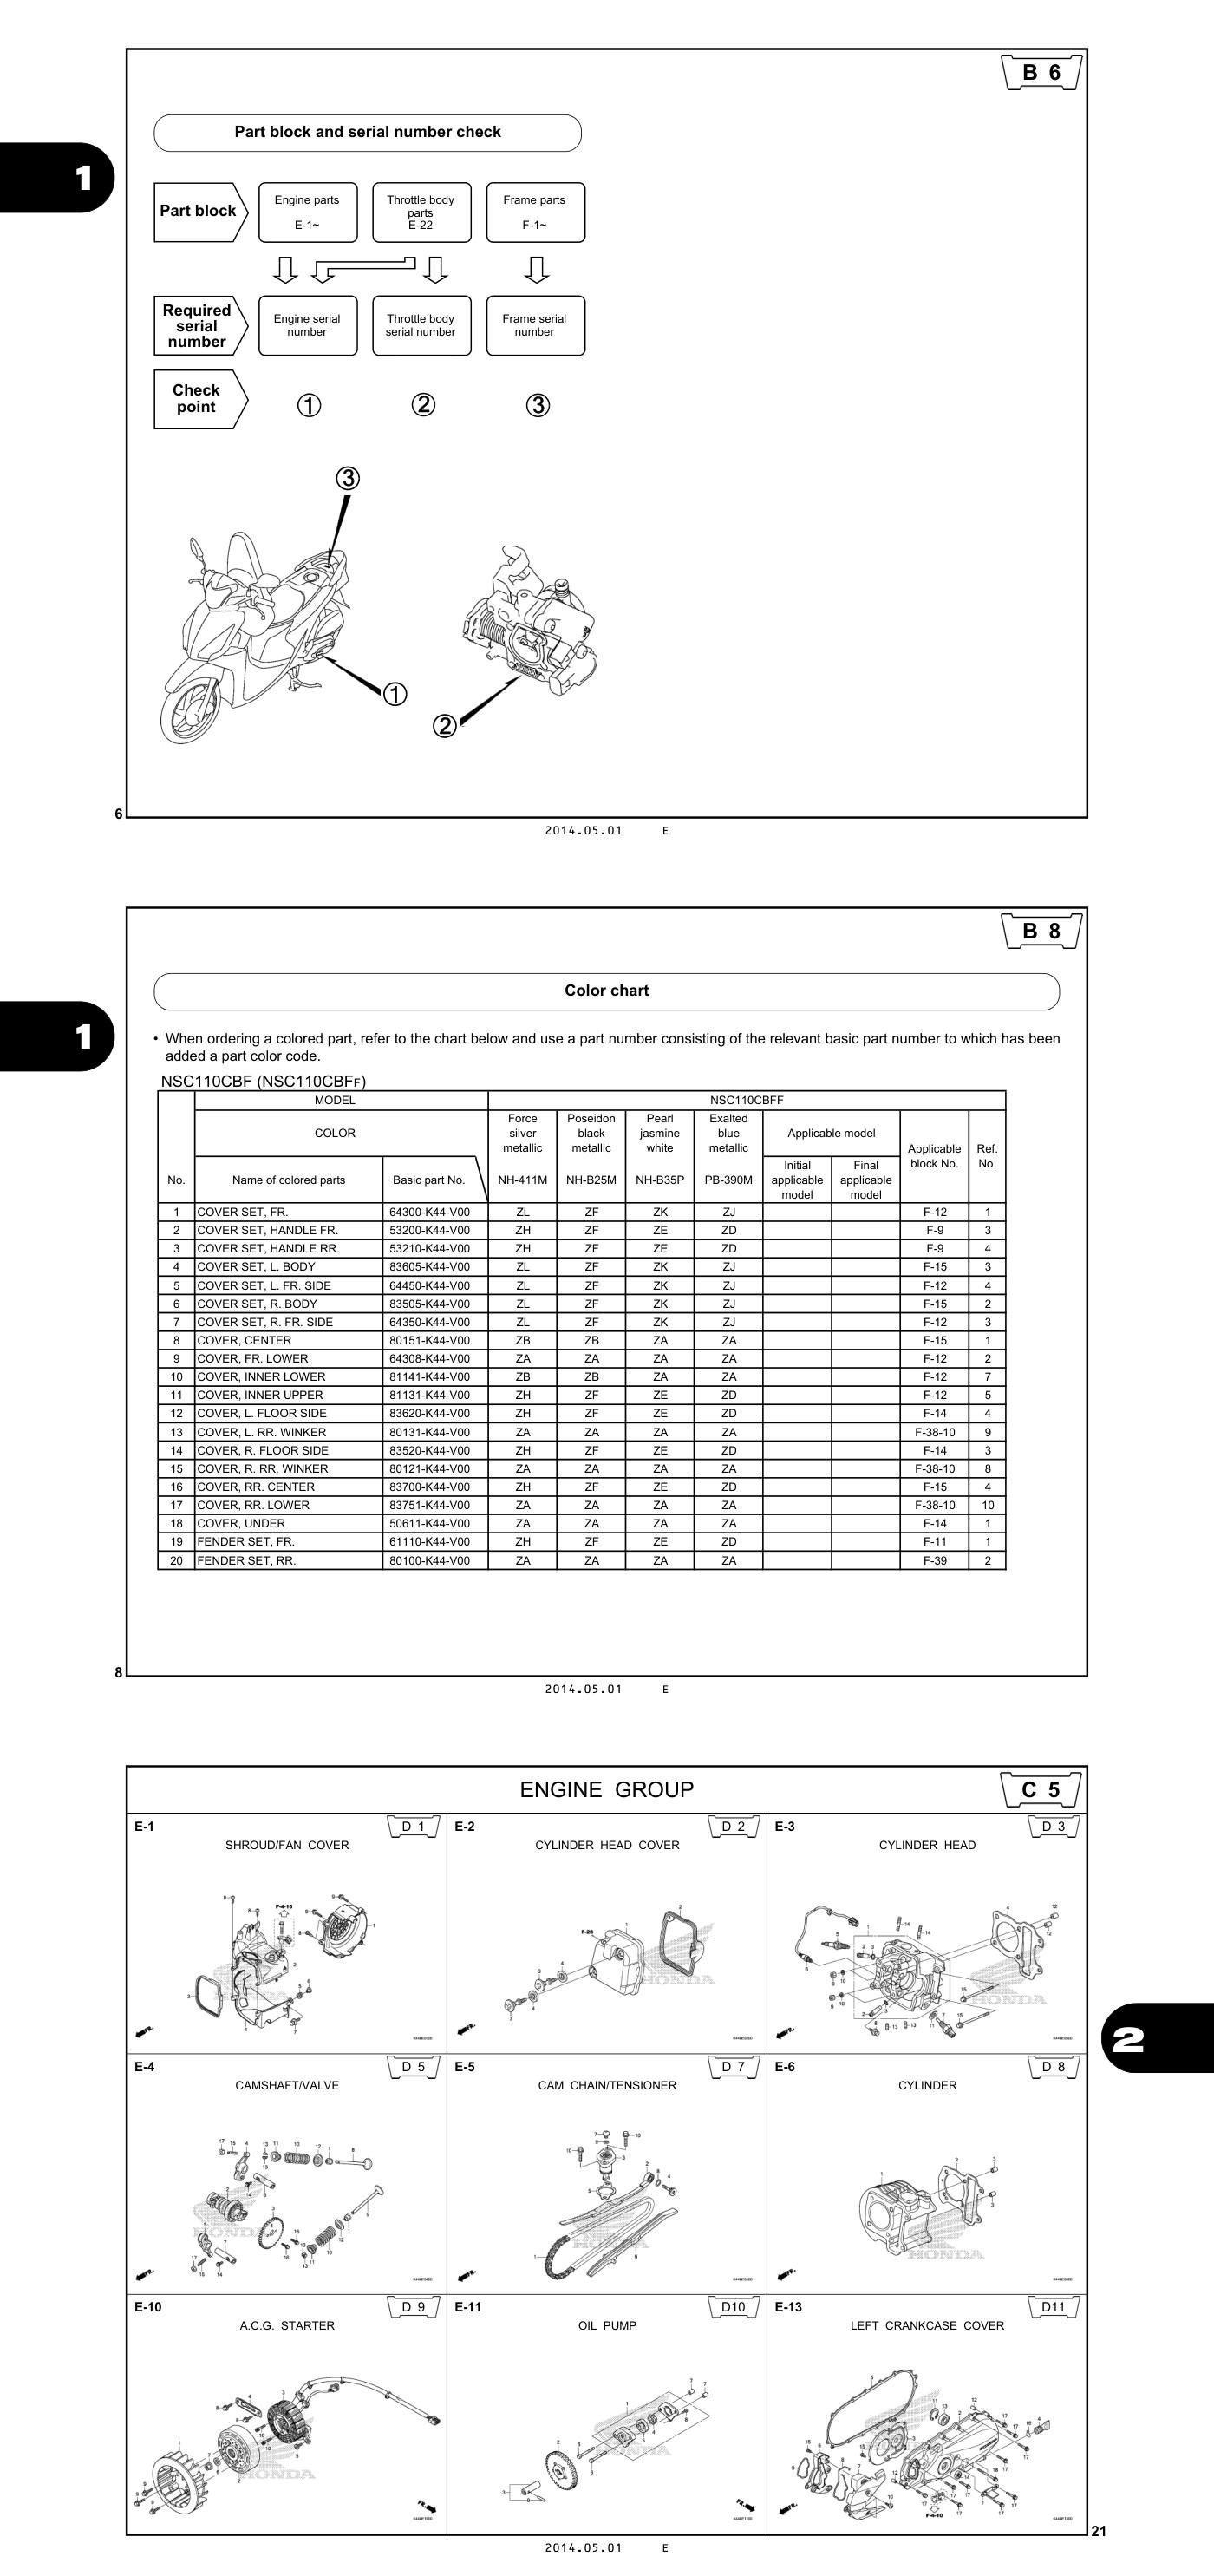 B 6
Part block and serial number check
1
Part block
Engine parts
E-1~
Throttle body
parts
E-22
Frame parts
F-1~
Required
serial
number
Engine serial
number
Throttle body
serial number
Frame serial
number
Check
point
① ② ③
③
①
②
6
2014.05.01 E
B 8
Color chart
1
• When ordering a colored part, refer to the chart below and use a part number consisting of the relevant basic part number to which has been
added a part color code.
NSC110CBF (NSC110CBFF)
MODEL NSC110CBFF
COLOR
Force silver metallic NH-411M
Poseidon black metallic NH-B25M
Pearl jasmine white NH-B35P
Exalted blue metallic PB-390M
Applicable model
Initial applicable model
Final applicable model
Applicable block No.
Ref. No.
No. Name of colored parts Basic part No.
1 COVER SET, FR. 64300-K44-V00 ZL ZF ZK ZJ F-12 1
2 COVER SET, HANDLE FR. 53200-K44-V00 ZH ZF ZE ZD F-9 3
3 COVER SET, HANDLE RR. 53210-K44-V00 ZH ZF ZE ZD F-9 4
4 COVER SET, L. BODY 83605-K44-V00 ZL ZF ZK ZJ F-15 3
5 COVER SET, L. FR. SIDE 64450-K44-V00 ZL ZF ZK ZJ F-12 4
6 COVER SET, R. BODY 83505-K44-V00 ZL ZF ZK ZJ F-15 2
7 COVER SET, R. FR. SIDE 64350-K44-V00 ZL ZF ZK ZJ F-12 3
8 COVER, CENTER 80151-K44-V00 ZB ZB ZA ZA F-15 1
9 COVER, FR. LOWER 64308-K44-V00 ZA ZA ZA ZA F-12 2
10 COVER, INNER LOWER 81141-K44-V00 ZB ZB ZA ZA F-12 7
11 COVER, INNER UPPER 81131-K44-V00 ZH ZF ZE ZD F-12 5
12 COVER, L. FLOOR SIDE 83620-K44-V00 ZH ZF ZE ZD F-14 4
13 COVER, L. RR. WINKER 80131-K44-V00 ZA ZA ZA ZA F-38-10 9
14 COVER, R. FLOOR SIDE 83520-K44-V00 ZH ZF ZE ZD F-14 3
15 COVER, R. RR. WINKER 80121-K44-V00 ZA ZA ZA ZA F-38-10 8
16 COVER, RR. CENTER 83700-K44-V00 ZH ZF ZE ZD F-15 4
17 COVER, RR. LOWER 83751-K44-V00 ZA ZA ZA ZA F-38-10 10
18 COVER, UNDER 50611-K44-V00 ZA ZA ZA ZA F-14 1
19 FENDER SET, FR. 61110-K44-V00 ZH ZF ZE ZD F-11 1
20 FENDER SET, RR. 80100-K44-V00 ZA ZA ZA ZA F-39 2
8
2014.05.01 E
ENGINE GROUP
C 5
E-1 D 1 E-2 D 2 E-3 D 3
SHROUD/FAN COVER CYLINDER HEAD COVER CYLINDER HEAD
F-4-10
F-28
HONDA HONDA HONDA
2
E-4 D 5 E-5 D 7 E-6 D 8
CAMSHAFT/VALVE CAM CHAIN/TENSIONER CYLINDER
HONDA HONDA HONDA
E-10 D 9 E-11 D10 E-13 D11
A.C.G. STARTER OIL PUMP LEFT CRANKCASE COVER
HONDA HONDA HONDA
F-4-10
21
2014.05.01 E